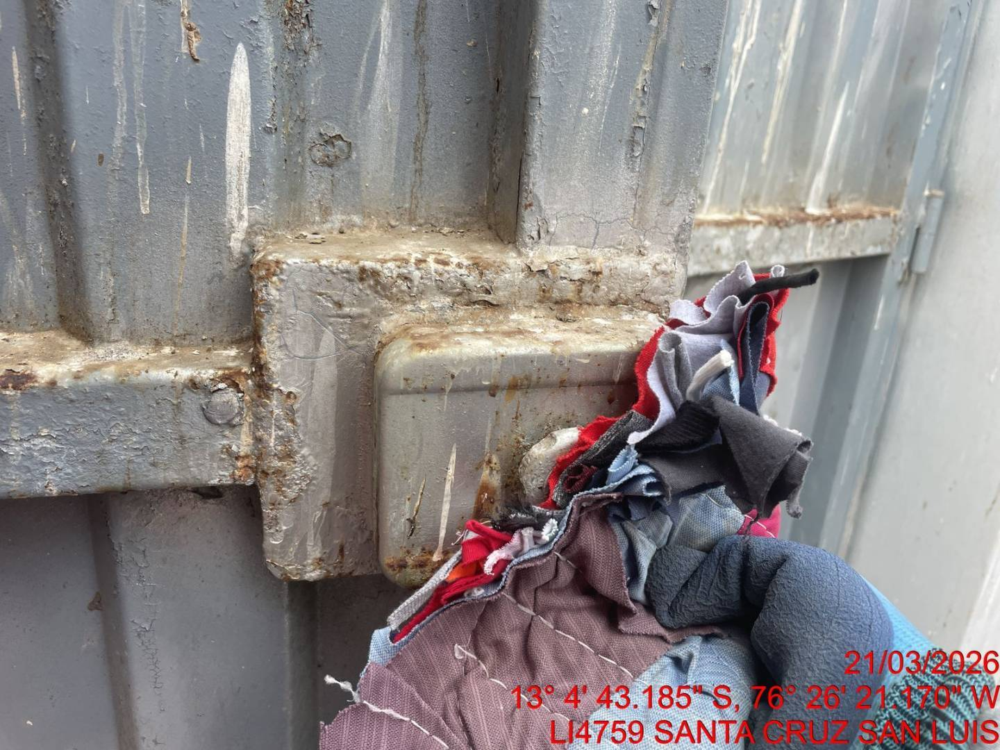 21/03/2026
13° 4' 43.185" S, 76° 26' 21.170" W
LI4759 SANTA CRUZ SAN LUIS